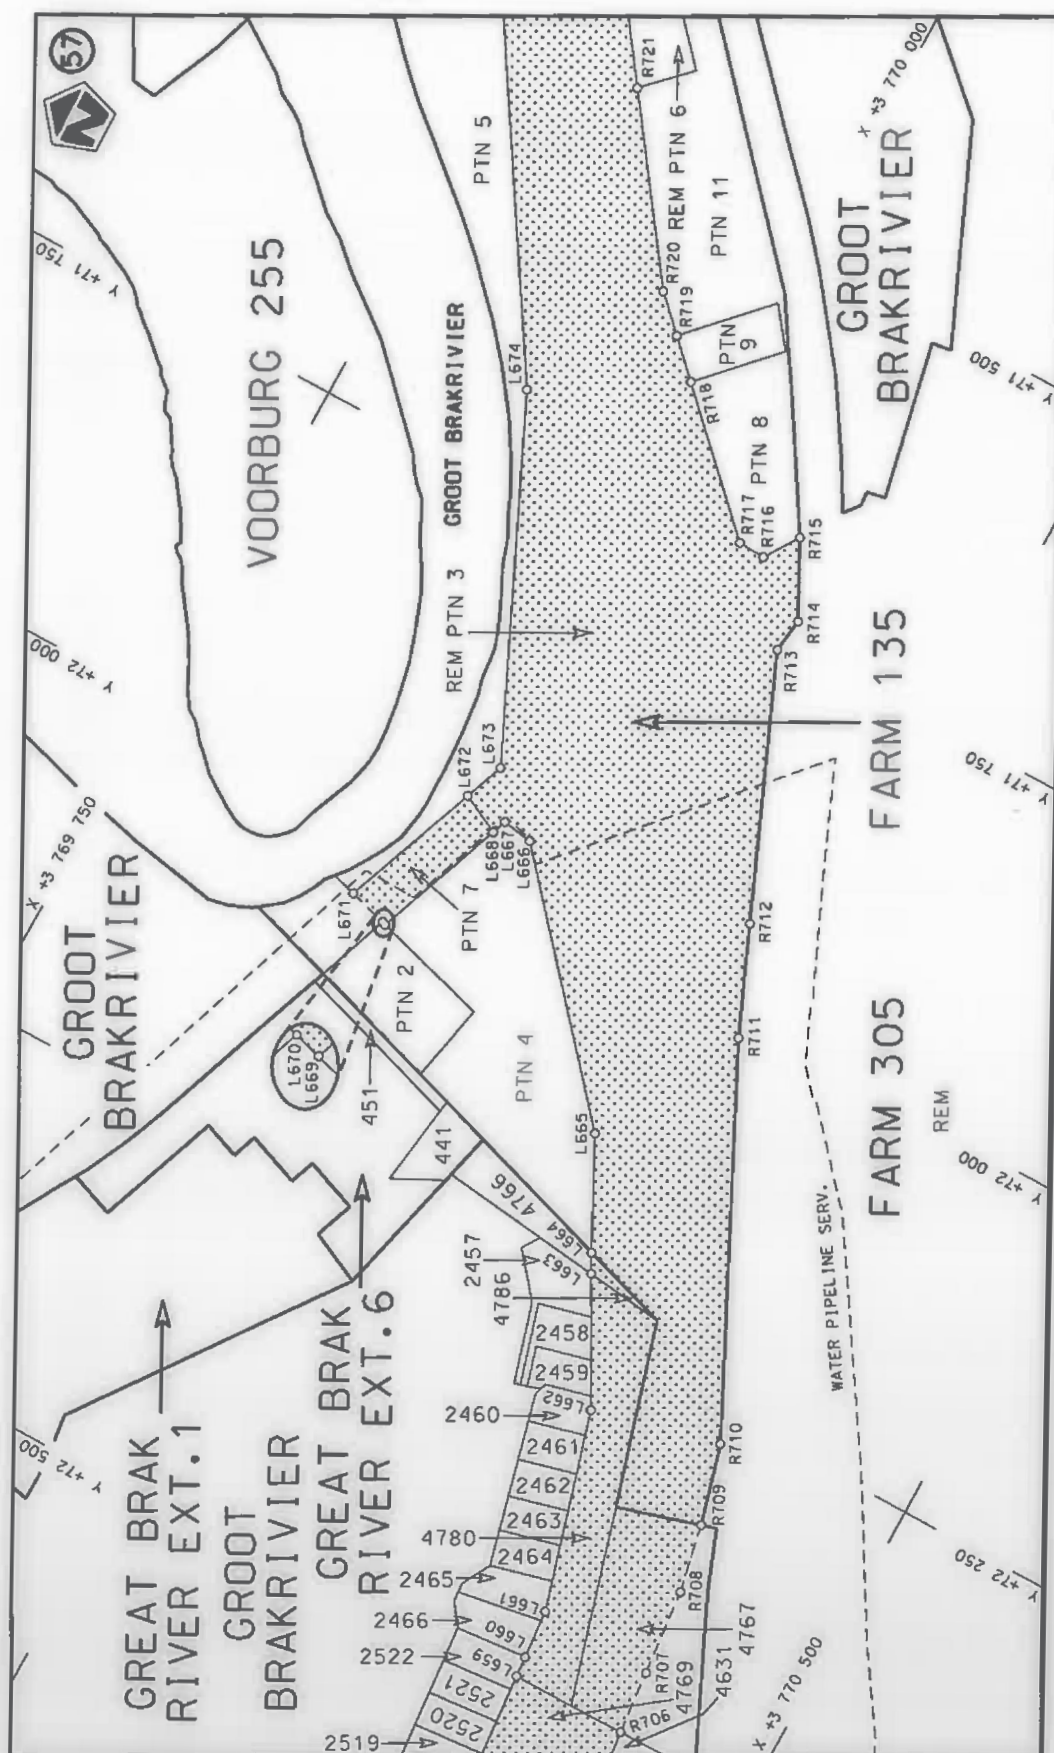 57
N
Y +71 750
VOORBURG 255
PTN 5
R721
REM PTN 6
PTN 11
X +3 770 000
GROOT
BRAKRIVIER
R720
R719
PTN
9
R718
Y +71 500
L674
GROOT BRAKRIVIER
PTN 8
R717
R716
R715
REM PTN 3
Y +72 000
R714
R713
FARM 135
L673
L672
Y +71 750
X +3 769 750
L668
L667
L666
GROOT
BRAKRIVIER
L671
PTN 7
PTN 2
R712
R711
L670
L669
451
PTN 4
FARM 305
REM
441
L665
4766
L664
L663
2457
4786
Y +72 000
WATER PIPELINE SERV.
2458
2459
L662
2460
GREAT BRAK
RIVER EXT.6
GREAT BRAK
RIVER EXT.1
GROOT
BRAKRIVIER
Y +72 500
2461
2462
2463
2464
4780
2465
R710
R709
R708
Y +72 250
L661
2466
L660
2522
L659
2521
2520
2519
R707
R706
4769
4631
4767
X +3 770 500